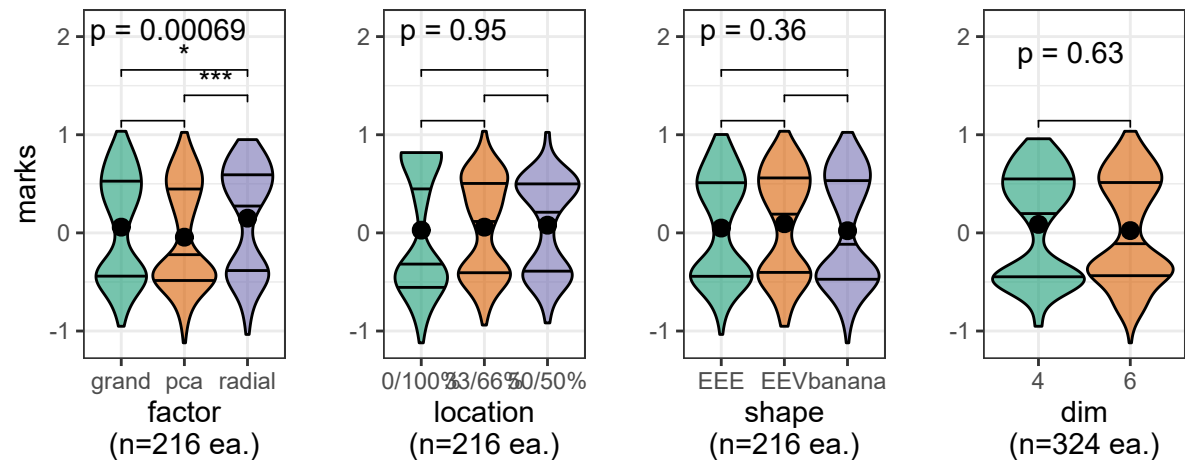 p = 0.00069
*
***
p = 0.95
p = 0.36
p = 0.63
marks
2
1
0
-1
2
1
0
-1
2
1
0
-1
2
1
0
-1
grand pca radial
0/100% 33/66% 50/50%
EEE EEV banana
4 6
factor
(n=216 ea.)
location
(n=216 ea.)
shape
(n=216 ea.)
dim
(n=324 ea.)